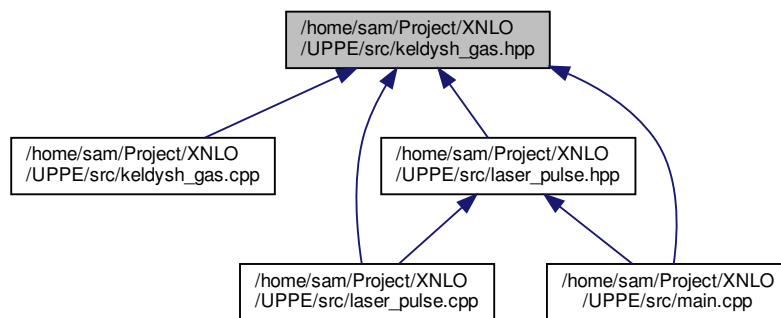 /home/sam/Project/XNLO
/UPPE/src/keldysh_gas.hpp
/home/sam/Project/XNLO
/UPPE/src/keldysh_gas.cpp
/home/sam/Project/XNLO
/UPPE/src/laser_pulse.hpp
/home/sam/Project/XNLO
/UPPE/src/laser_pulse.cpp
/home/sam/Project/XNLO
/UPPE/src/main.cpp